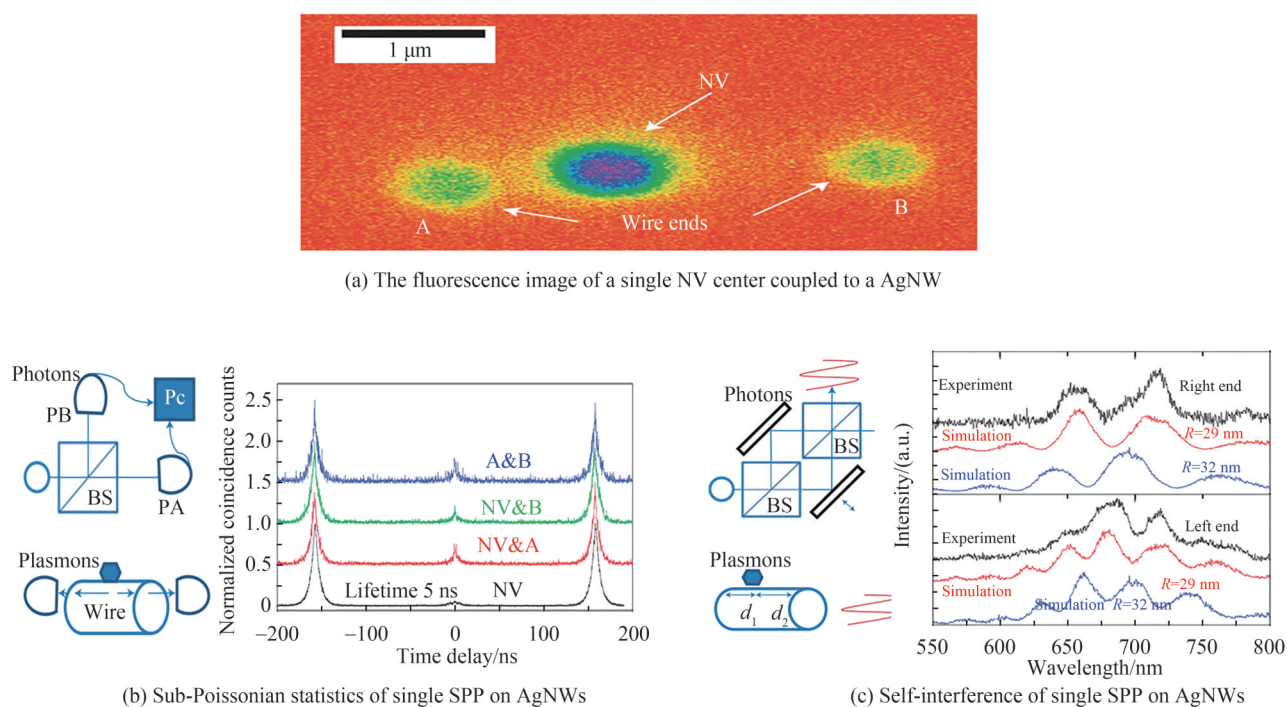 1 μm
NV
Wire ends
A
B
(a) The fluorescence image of a single NV center coupled to a AgNW
Photons
PB
Pc
BS
PA
Plasmons
Wire
Normalized coincidence counts
2.5
2.0
1.5
1.0
0.5
0
A&B
NV&B
NV&A
Lifetime 5 ns
NV
−200
−100
0
100
200
Time delay/ns
(b) Sub-Poissonian statistics of single SPP on AgNWs
Photons
BS
BS
d1
d2
Intensity/(a.u.)
Experiment
Right end
Simulation
R=29 nm
Simulation
R=32 nm
Experiment
Left end
Simulation
R=29 nm
Simulation
R=32 nm
550
600
650
700
750
800
Wavelength/nm
(c) Self-interference of single SPP on AgNWs